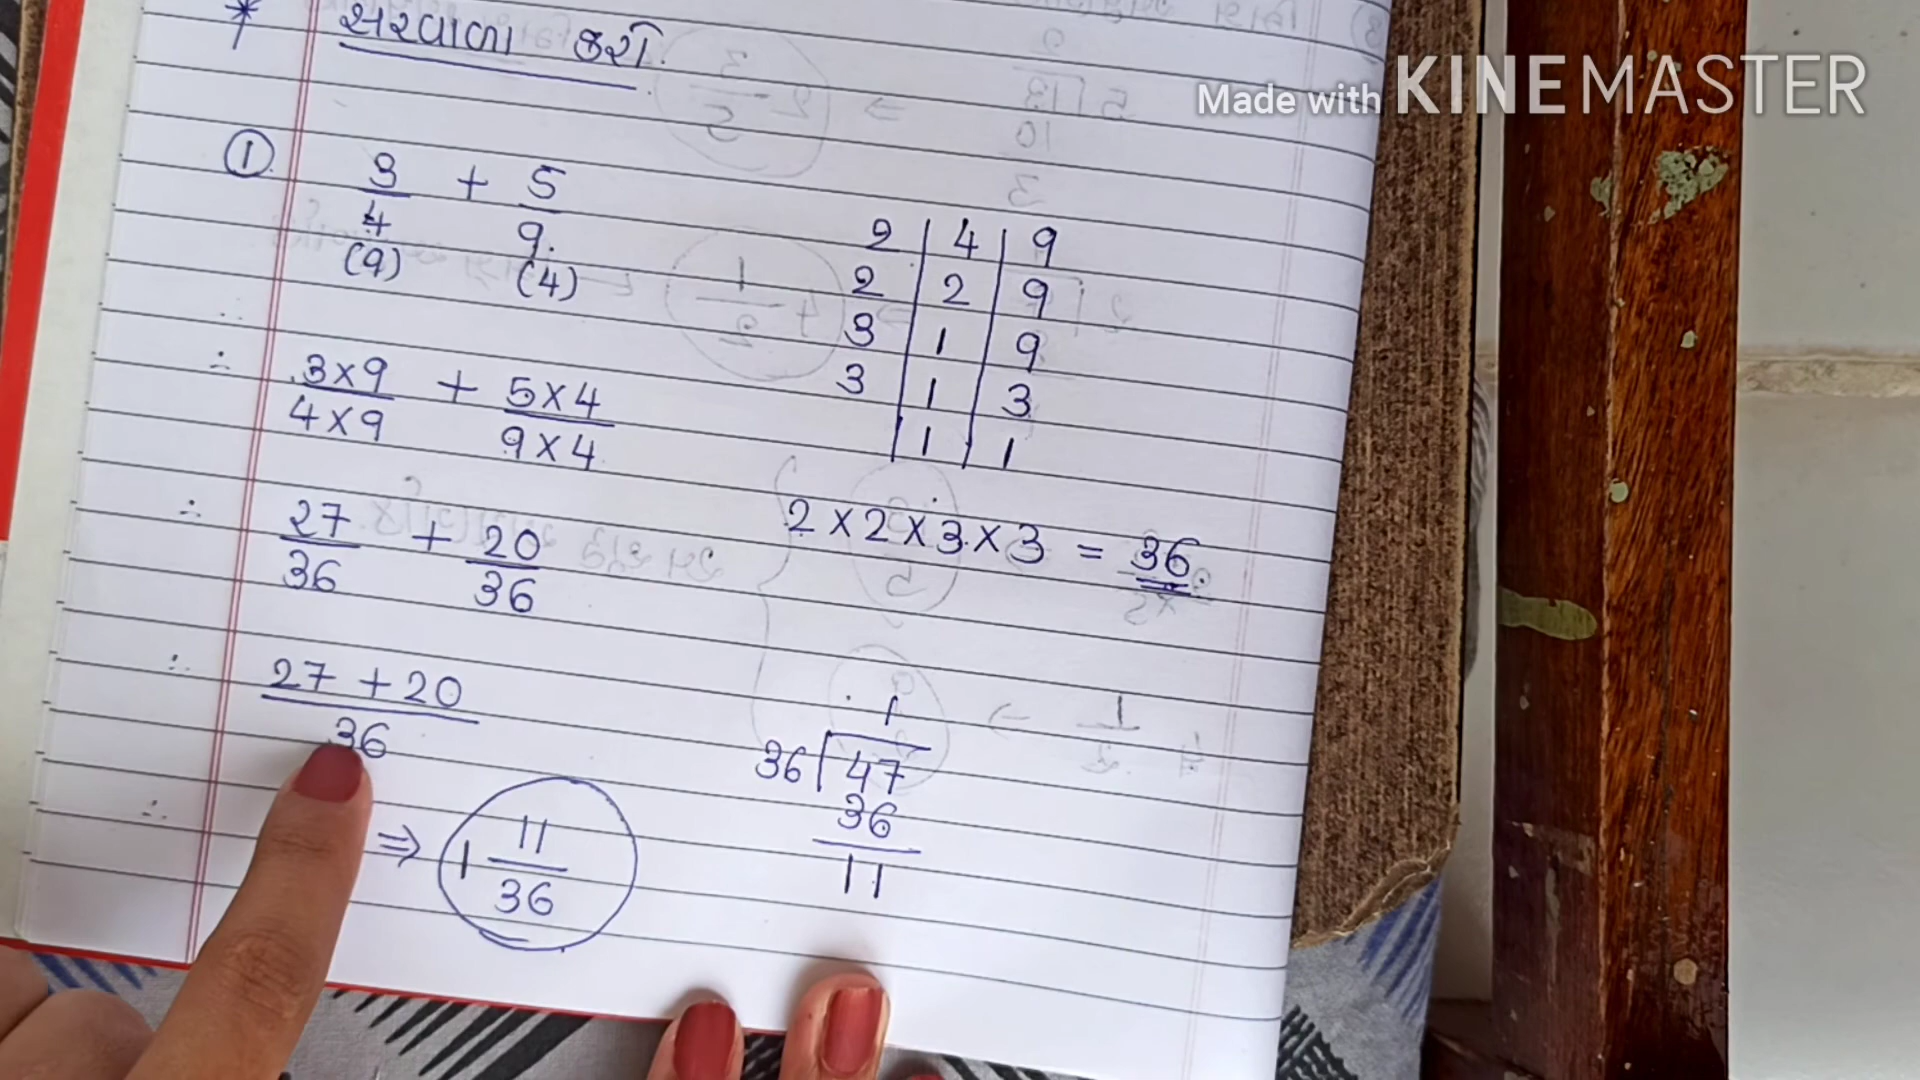 Made with KINEMASTER
* સરવાળા કરો.
① 3/4 + 5/9.
(9) (4)
2 | 4 | 9
2 | 2 | 9
3 | 1 | 9
3 | 1 | 3
| 1 | 1
∴ 3×9/4×9 + 5×4/9×4
∴ 27/36 + 20/36
2×2×3×3 = 36.
∴ 27+20/36
∴ ⇒ 1 11/36
1
36 | 47
36
11